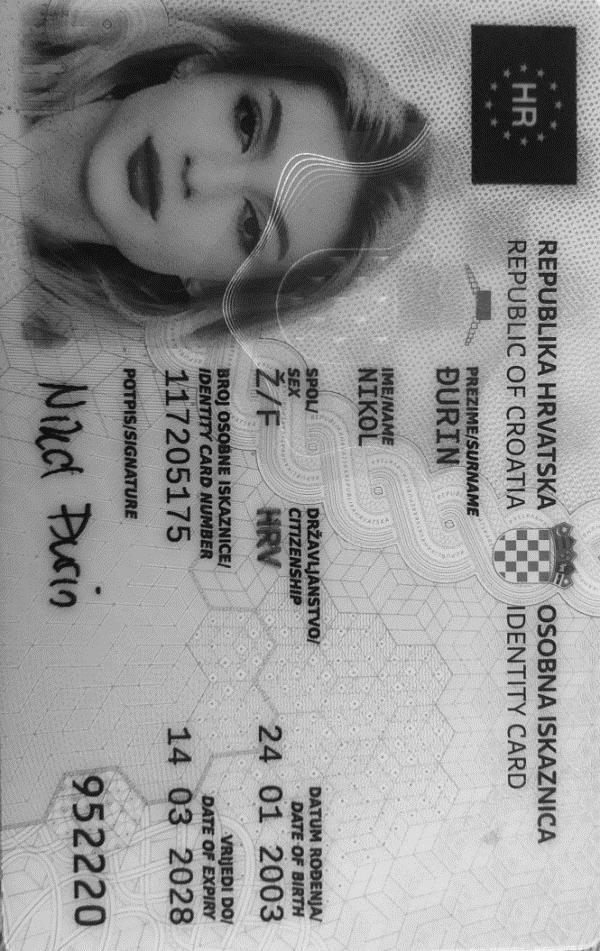 HR
REPUBLIKA HRVATSKA OSOBNA ISKAZNICA
REPUBLIC OF CROATIA IDENTITY CARD
PREZIME/SURNAME
ĐURIN
IME/NAME
NIKOL
SPOL/ DRŽAVLJANSTVO/ DATUM ROĐENJA/
SEX CITIZENSHIP DATE OF BIRTH
Ž/F HRV 24 01 2003
BROJ OSOBNE ISKAZNICE/ VRIJEDI DO/
IDENTITY CARD NUMBER DATE OF EXPIRY
117205175 14 03 2028
POTPIS/SIGNATURE
Nikol Đurin
952220